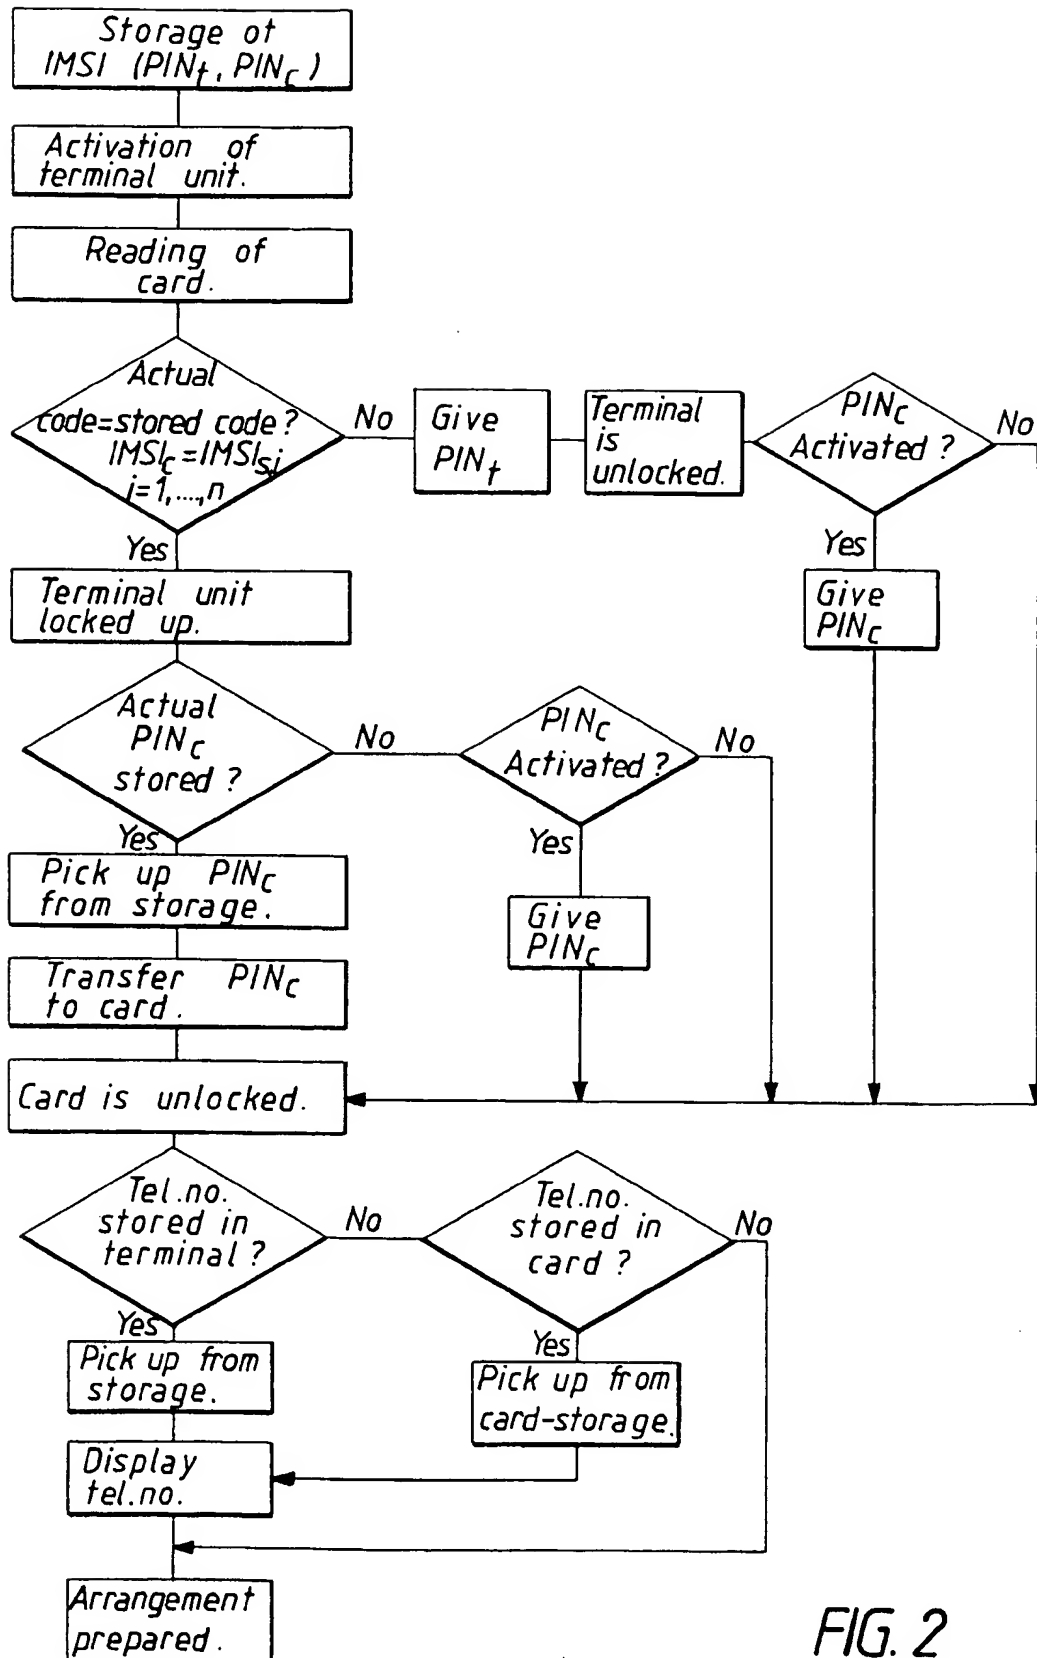 Storage of
IMSI (PINt, PINc)
Activation of
terminal unit.
Reading of
card.
Actual
code=stored code?
IMSIc=IMSIsi
i=1,....,n
No
Give
PINt
Terminal
is
unlocked.
PINc
Activated?
No
Yes
Give
PINc
Yes
Terminal unit
locked up.
Actual
PINc
stored?
No
PINc
Activated?
No
Yes
Give
PINc
Yes
Pick up PINc
from storage.
Transfer PINc
to card.
Card is unlocked.
Tel.no.
stored in
terminal?
No
Tel.no.
stored in
card?
No
Yes
Pick up from
storage.
Yes
Pick up from
card-storage.
Display
tel.no.
Arrangement
prepared.
FIG. 2